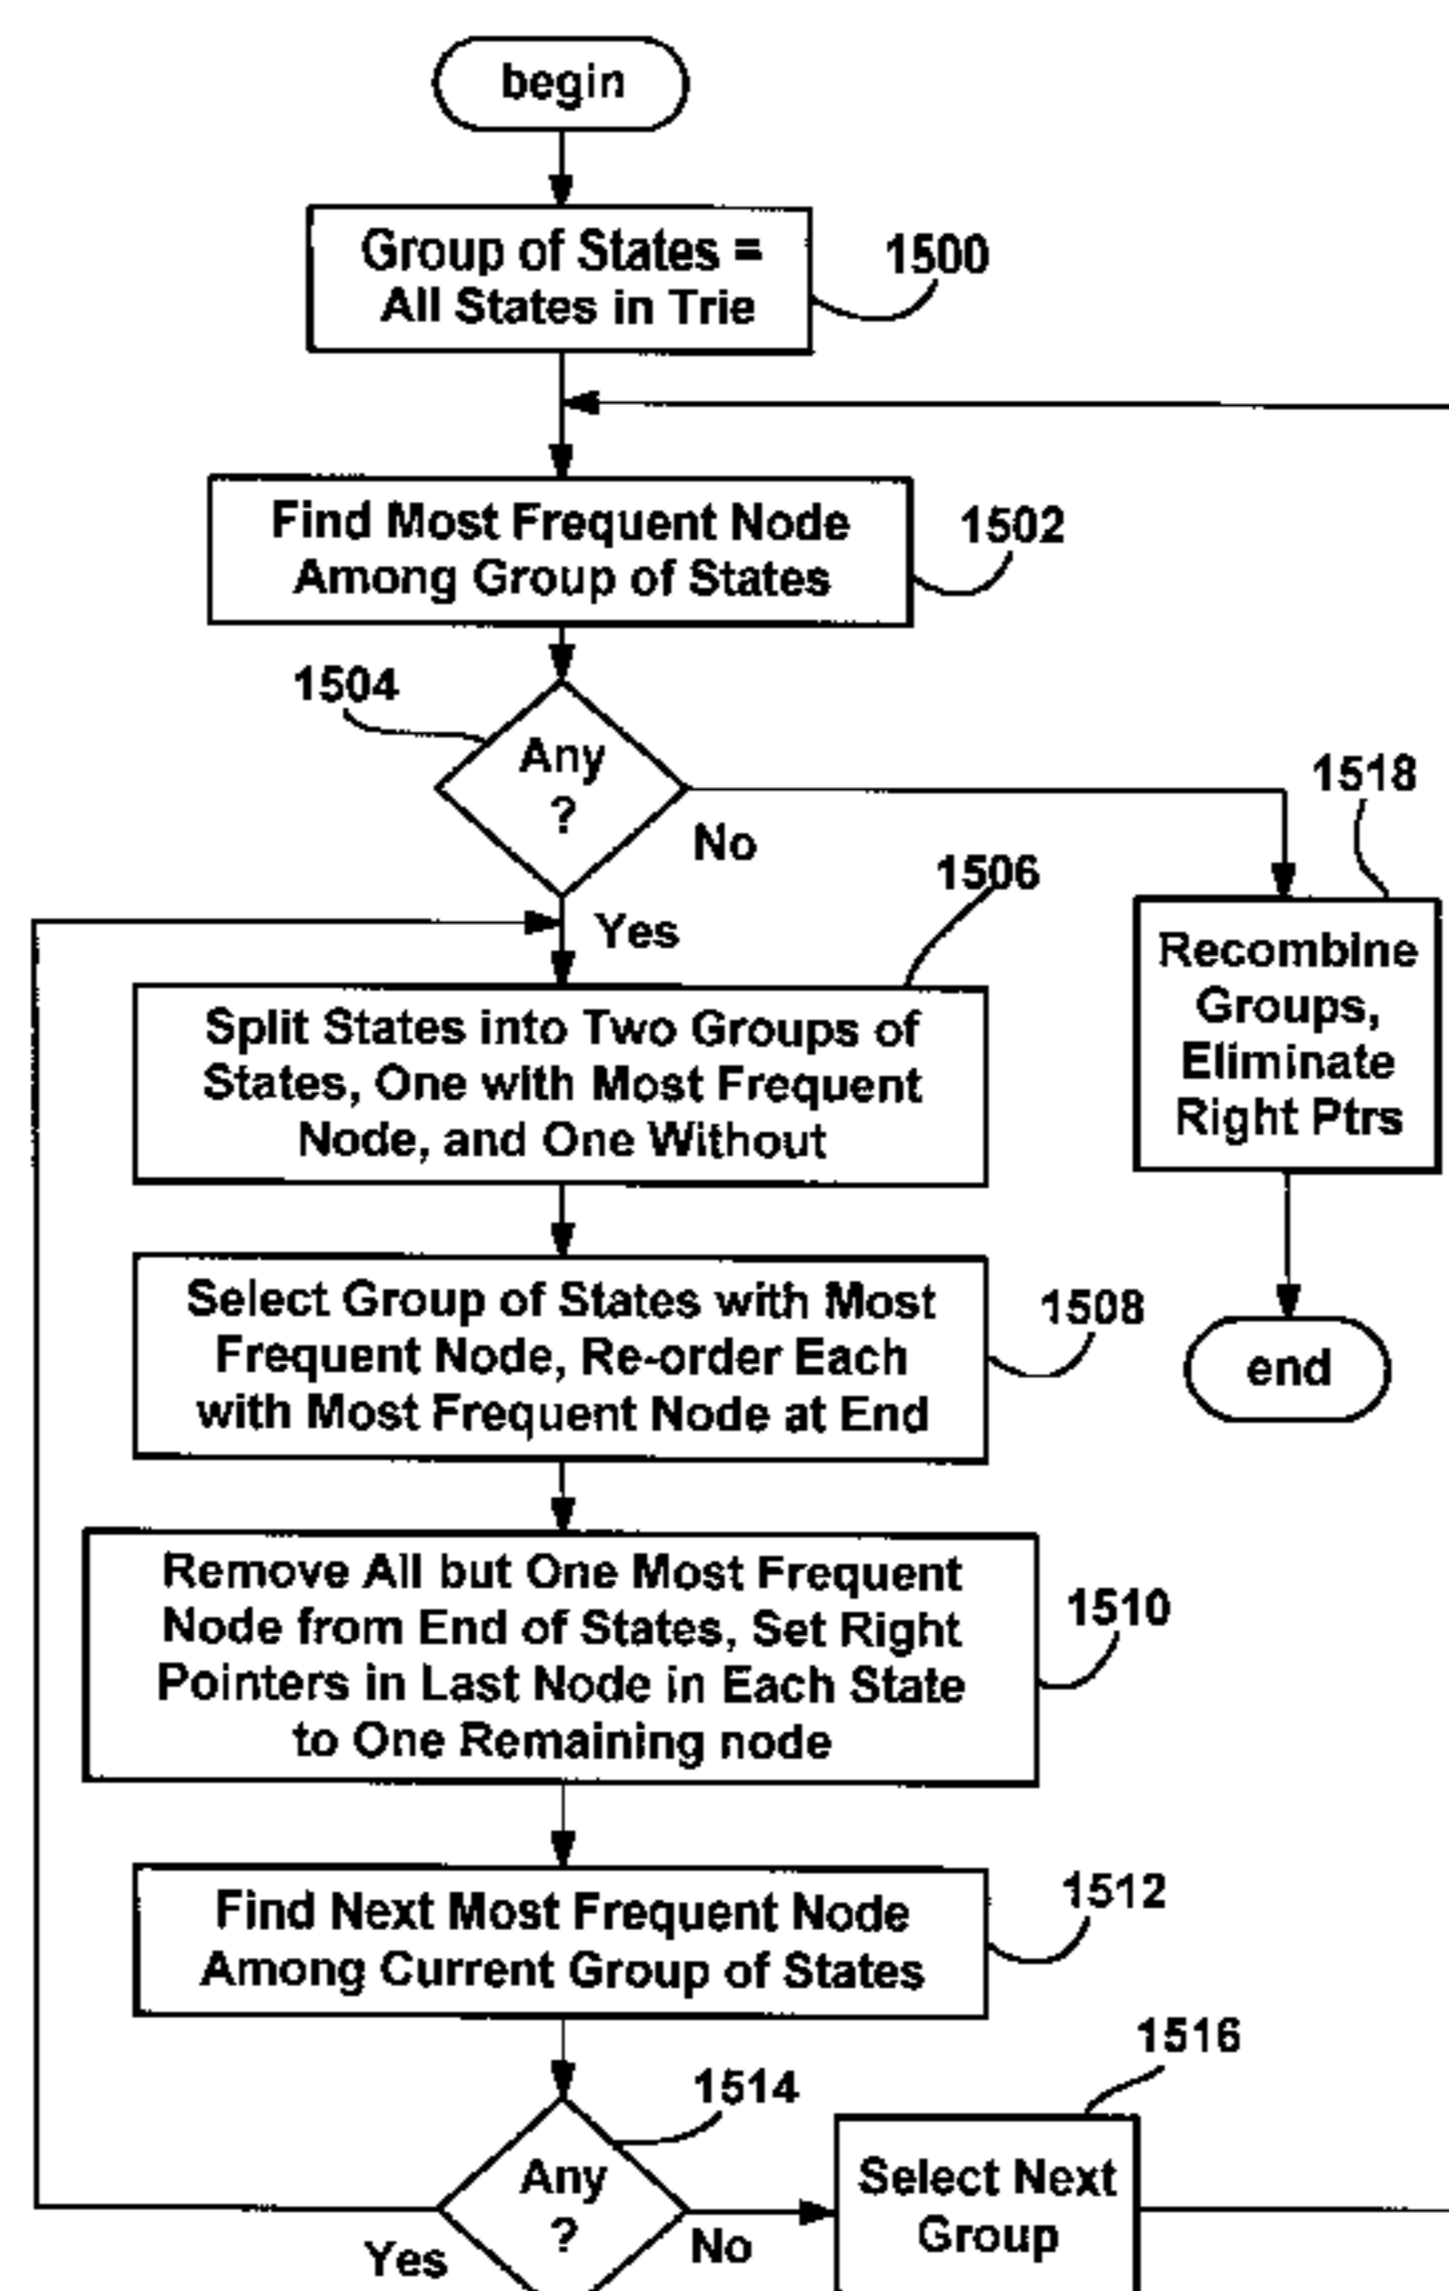 begin
Group of States =
All States in Trie
1500
Find Most Frequent Node
Among Group of States
1502
1504
Any
?
No
Yes
1518
Recombine
Groups,
Eliminate
Right Ptrs
end
1506
Split States into Two Groups of
States, One with Most Frequent
Node, and One Without
Select Group of States with Most
Frequent Node, Re-order Each
with Most Frequent Node at End
1508
Remove All but One Most Frequent
Node from End of States, Set Right
Pointers in Last Node in Each State
to One Remaining node
1510
Find Next Most Frequent Node
Among Current Group of States
1512
1514
Any
?
Yes
No
1516
Select Next
Group